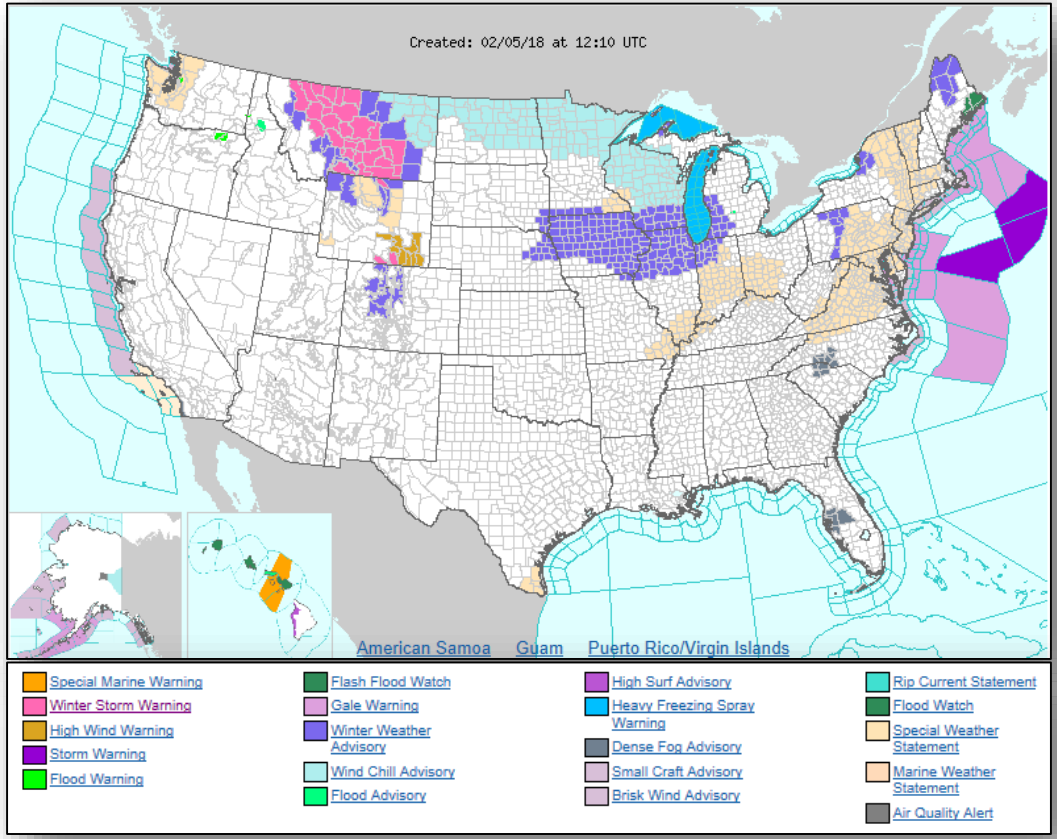 Created: 02/05/18 at 12:10 UTC
American Samoa Guam Puerto Rico/Virgin Islands
Special Marine Warning
Winter Storm Warning
High Wind Warning
Storm Warning
Flood Warning
Flash Flood Watch
Gale Warning
Winter Weather
Advisory
Wind Chill Advisory
Flood Advisory
High Surf Advisory
Heavy Freezing Spray
Warning
Dense Fog Advisory
Small Craft Advisory
Brisk Wind Advisory
Rip Current Statement
Flood Watch
Special Weather
Statement
Marine Weather
Statement
Air Quality Alert